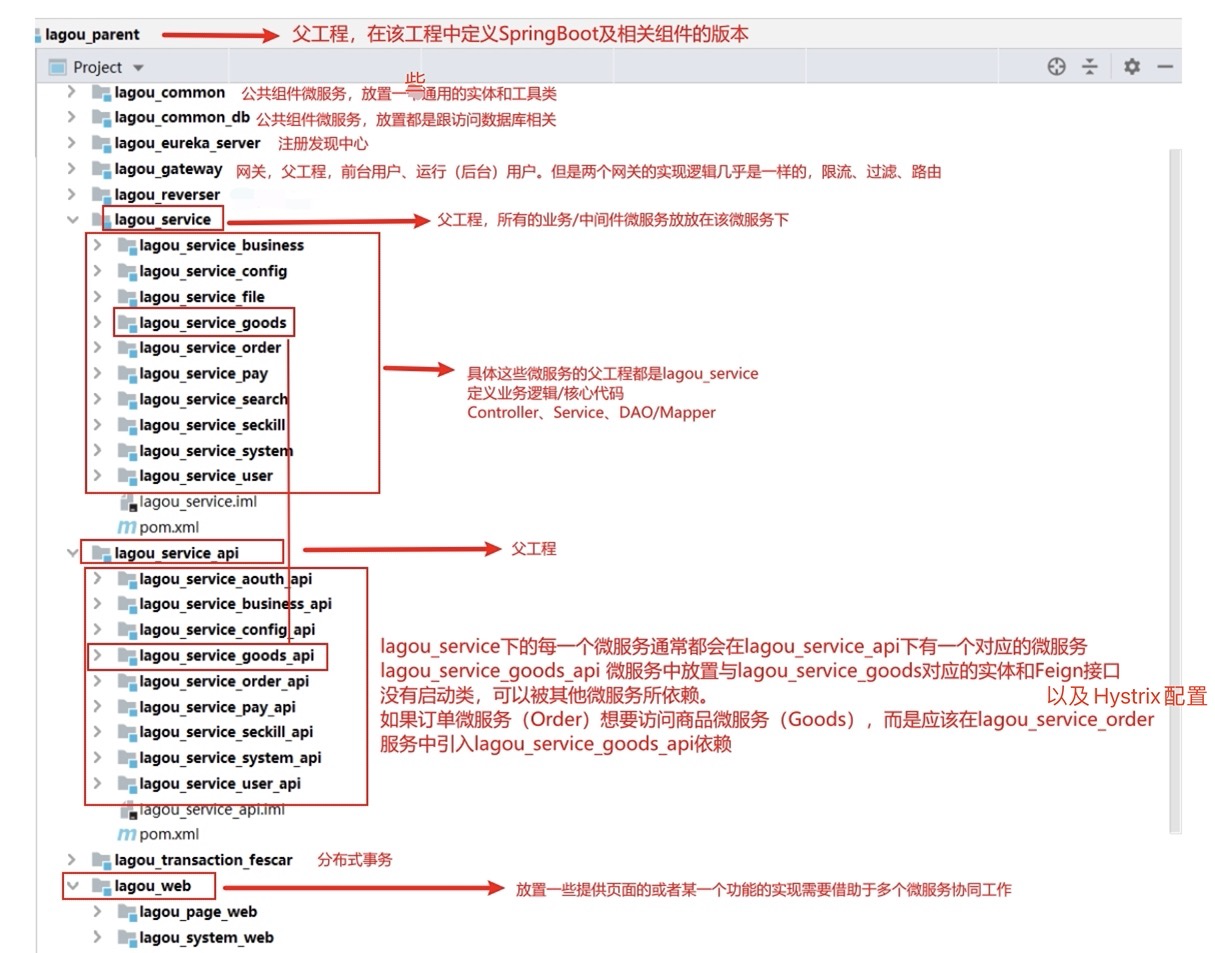 lagou_parent 父工程，在该工程中定义SpringBoot及相关组件的版本
Project
些
lagou_common 公共组件微服务，放置一个通用的实体和工具类
lagou_common_db 公共组件微服务，放置都是跟访问数据库相关
lagou_eureka_server 注册发现中心
lagou_gateway 网关，父工程，前台用户、运行（后台）用户。但是两个网关的实现逻辑几乎是一样的，限流、过滤、路由
lagou_reverser
lagou_service 父工程，所有的业务/中间件微服务放放在该微服务下
lagou_service_business
lagou_service_config
lagou_service_file
lagou_service_goods
lagou_service_order
lagou_service_pay 具体这些微服务的父工程都是lagou_service
定义业务逻辑/核心代码
lagou_service_search
Controller、Service、DAO/Mapper
lagou_service_seckill
lagou_service_system
lagou_service_user
lagou_service.iml
pom.xml
lagou_service_api 父工程
lagou_service_aouth_api
lagou_service_business_api
lagou_service_config_api
lagou_service下的每一个微服务通常都会在lagou_service_api下有一个对应的微服务
lagou_service_goods_api
lagou_service_goods_api 微服务中放置与lagou_service_goods对应的实体和Feign接口
lagou_service_order_api
没有启动类，可以被其他微服务所依赖。 以及Hystrix配置
lagou_service_pay_api
如果订单微服务（Order）想要访问商品微服务（Goods），而是应该在lagou_service_order
lagou_service_seckill_api
服务中引入lagou_service_goods_api依赖
lagou_service_system_api
lagou_service_user_api
lagou_service_api.iml
pom.xml
lagou_transaction_fescar 分布式事务
lagou_web 放置一些提供页面的或者某一个功能的实现需要借助于多个微服务协同工作
lagou_page_web
lagou_system_web